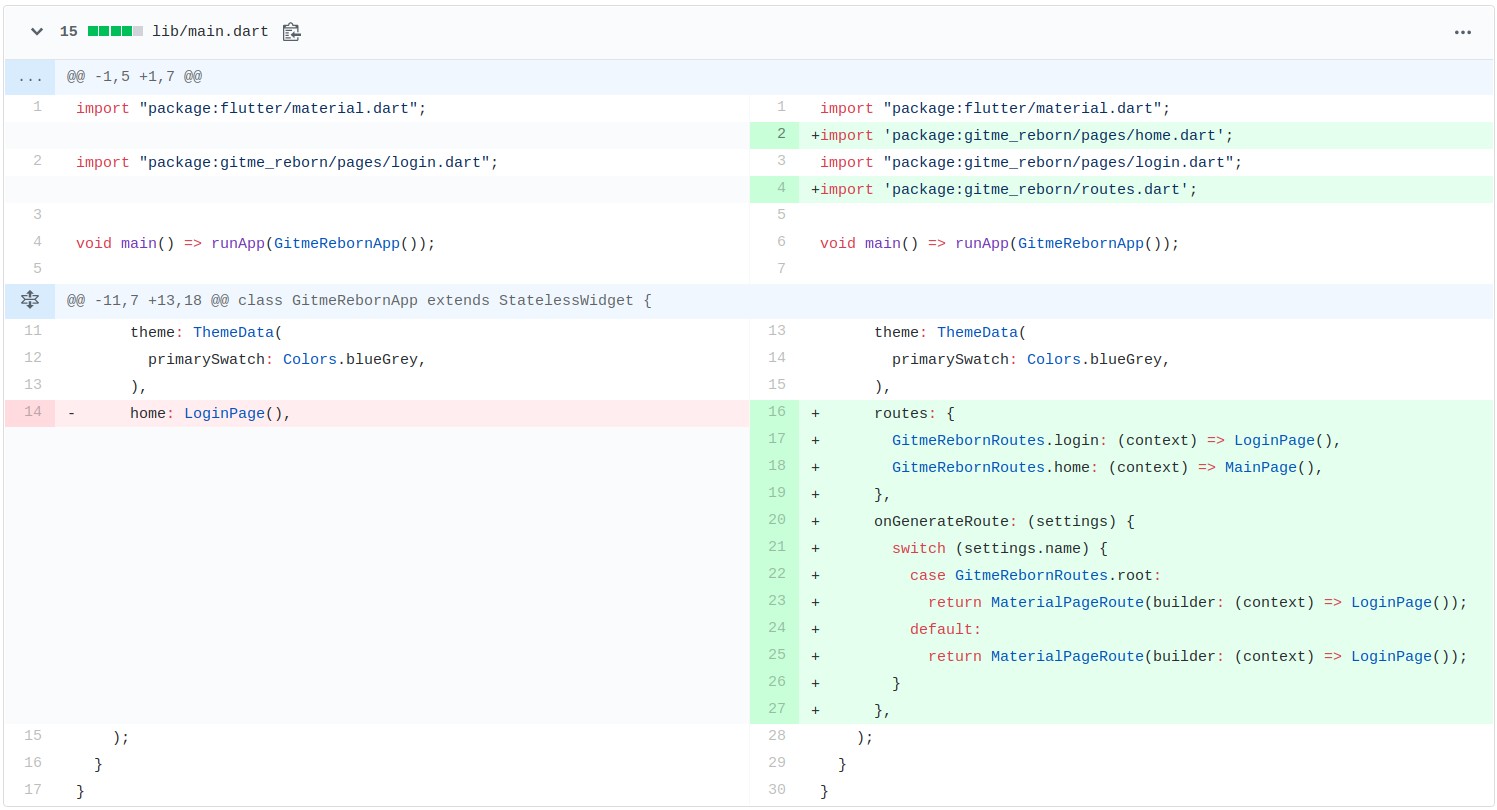 15 lib/main.dart ...
... @@ -1,5 +1,7 @@
1 import "package:flutter/material.dart"; 1 import "package:flutter/material.dart";
2 +import 'package:gitme_reborn/pages/home.dart';
2 import "package:gitme_reborn/pages/login.dart"; 3 import "package:gitme_reborn/pages/login.dart";
4 +import 'package:gitme_reborn/routes.dart';
3 5
4 void main() => runApp(GitmeRebornApp()); 6 void main() => runApp(GitmeRebornApp());
5 7
@@ -11,7 +13,18 @@ class GitmeRebornApp extends StatelessWidget {
11 theme: ThemeData( 13 theme: ThemeData(
12 primarySwatch: Colors.blueGrey, 14 primarySwatch: Colors.blueGrey,
13 ), 15 ),
14 - home: LoginPage(), 16 + routes: {
17 + GitmeRebornRoutes.login: (context) => LoginPage(),
18 + GitmeRebornRoutes.home: (context) => MainPage(),
19 + },
20 + onGenerateRoute: (settings) {
21 + switch (settings.name) {
22 + case GitmeRebornRoutes.root:
23 + return MaterialPageRoute(builder: (context) => LoginPage());
24 + default:
25 + return MaterialPageRoute(builder: (context) => LoginPage());
26 + }
27 + },
15 ); 28 );
16 } 29 }
17 } 30 }